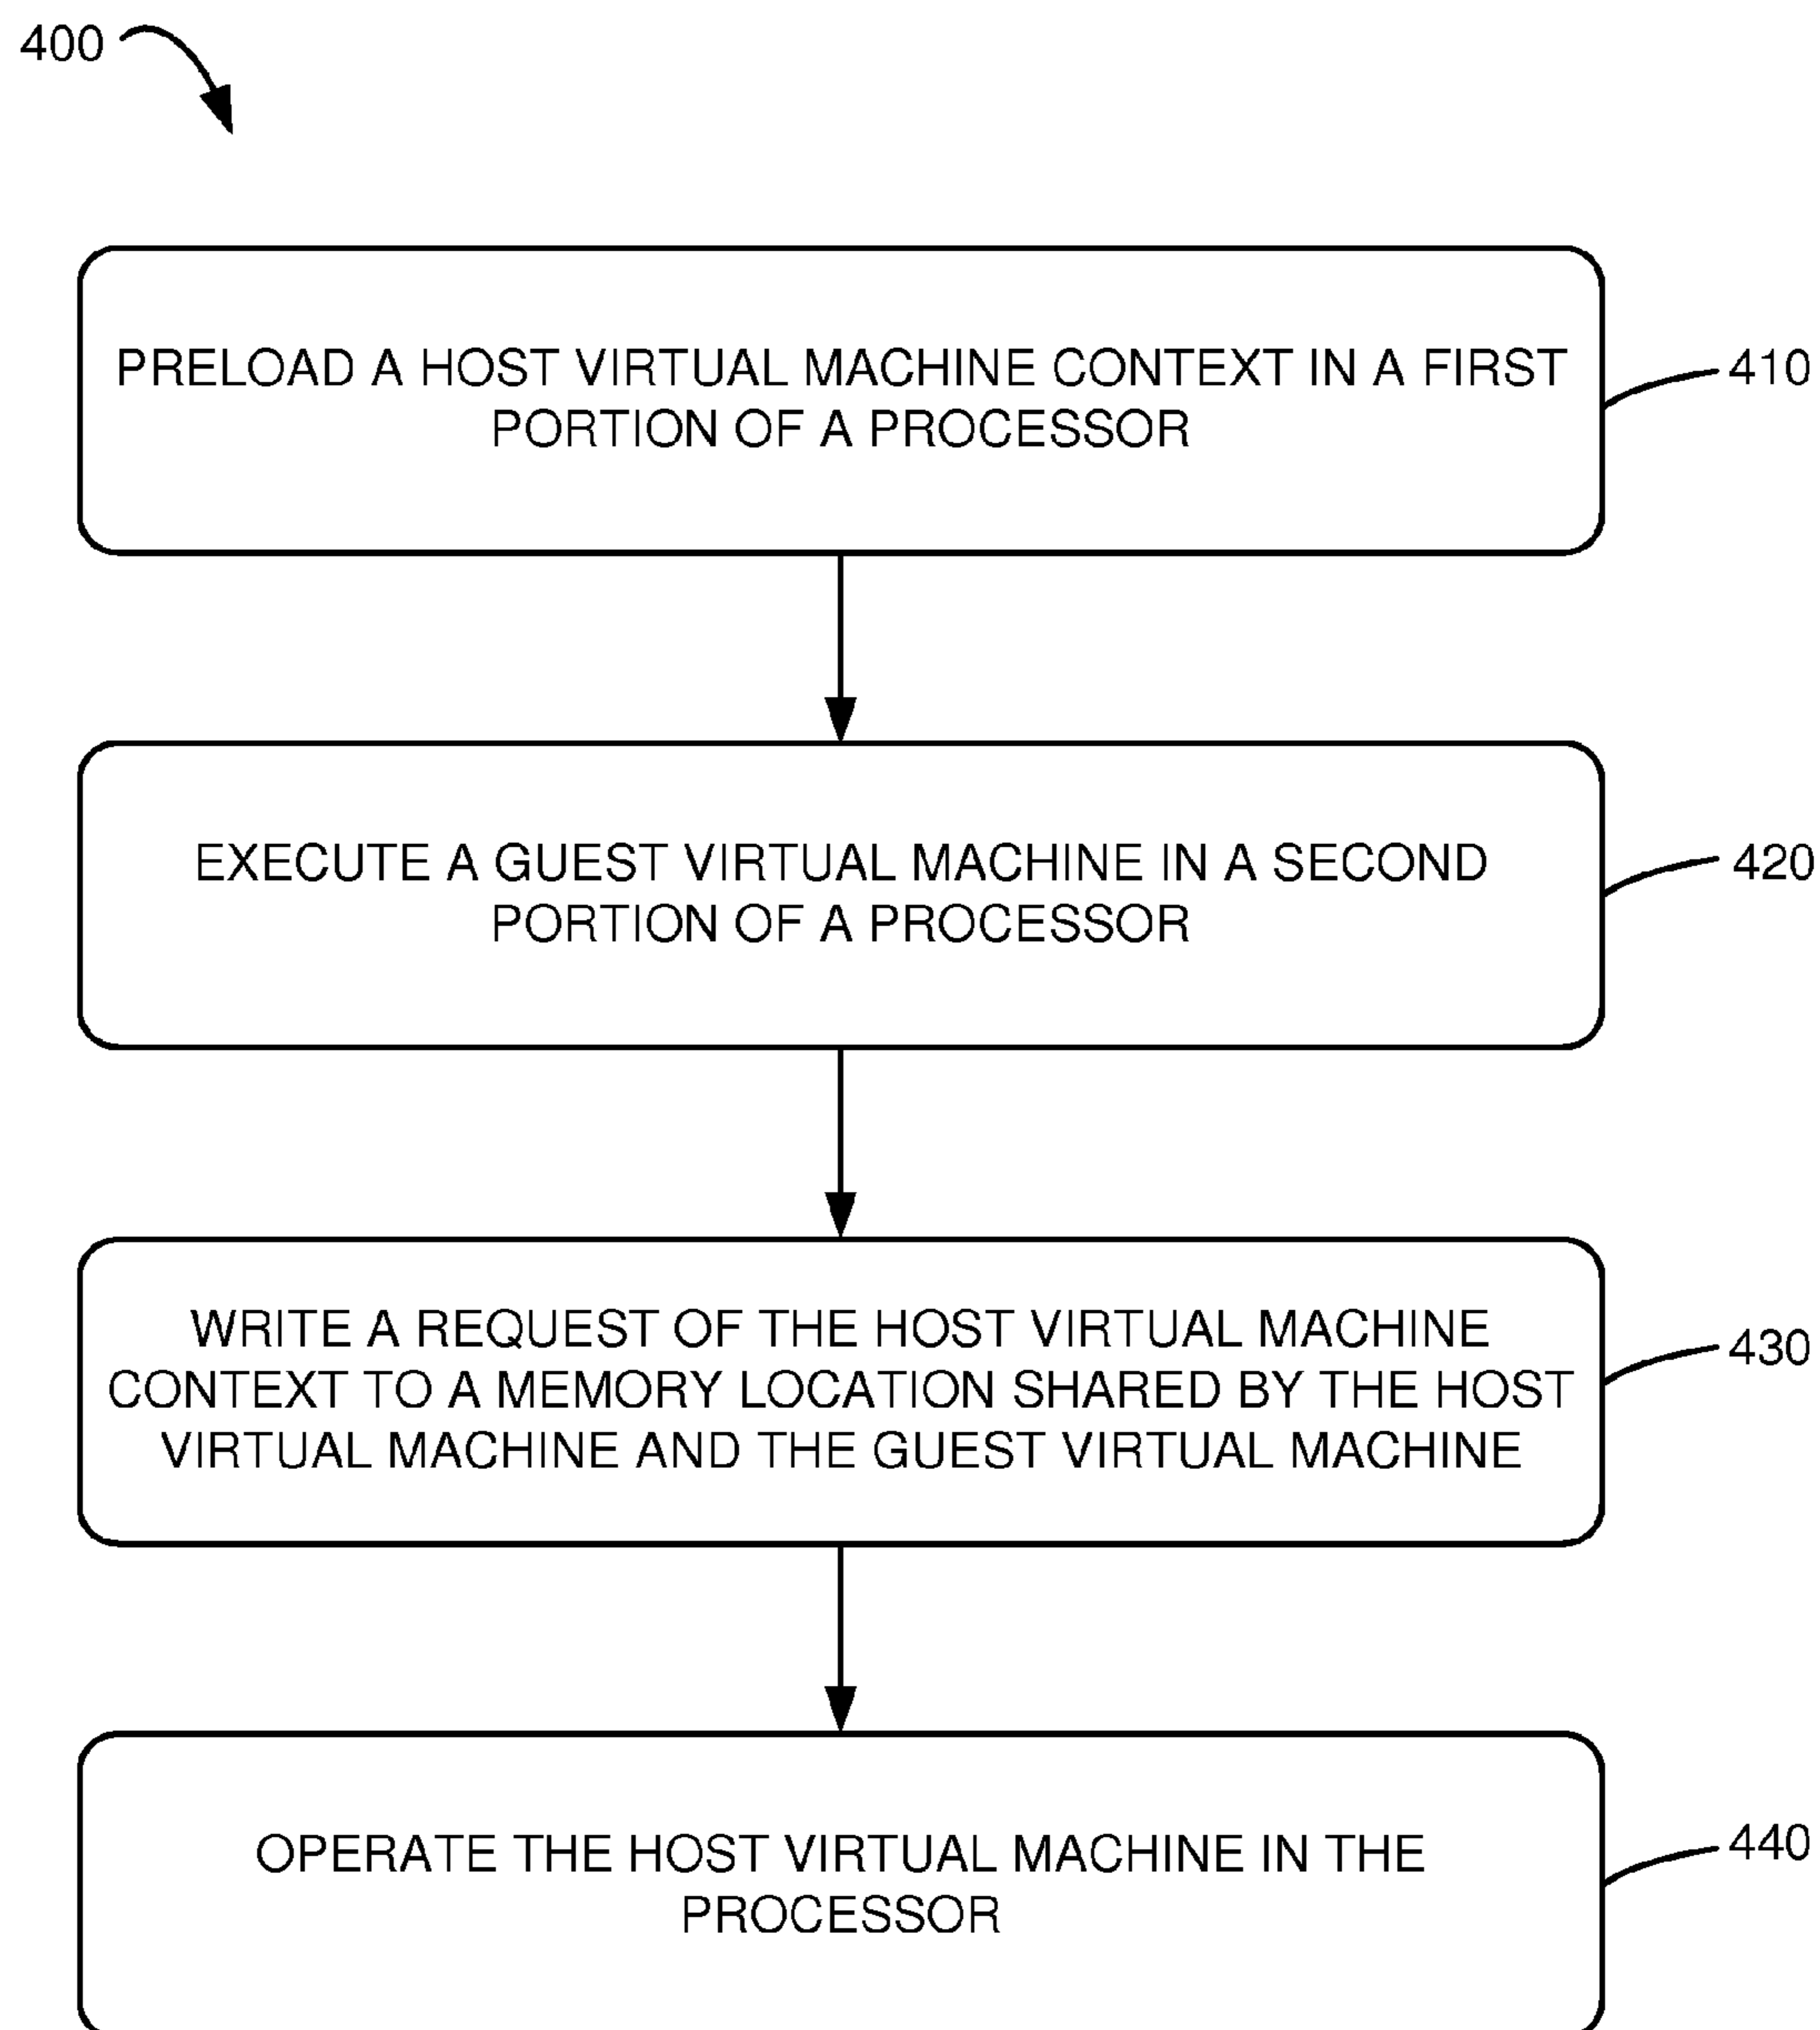 400
PRELOAD A HOST VIRTUAL MACHINE CONTEXT IN A FIRST
PORTION OF A PROCESSOR
410
EXECUTE A GUEST VIRTUAL MACHINE IN A SECOND
PORTION OF A PROCESSOR
420
WRITE A REQUEST OF THE HOST VIRTUAL MACHINE
CONTEXT TO A MEMORY LOCATION SHARED BY THE HOST
VIRTUAL MACHINE AND THE GUEST VIRTUAL MACHINE
430
OPERATE THE HOST VIRTUAL MACHINE IN THE
PROCESSOR
440